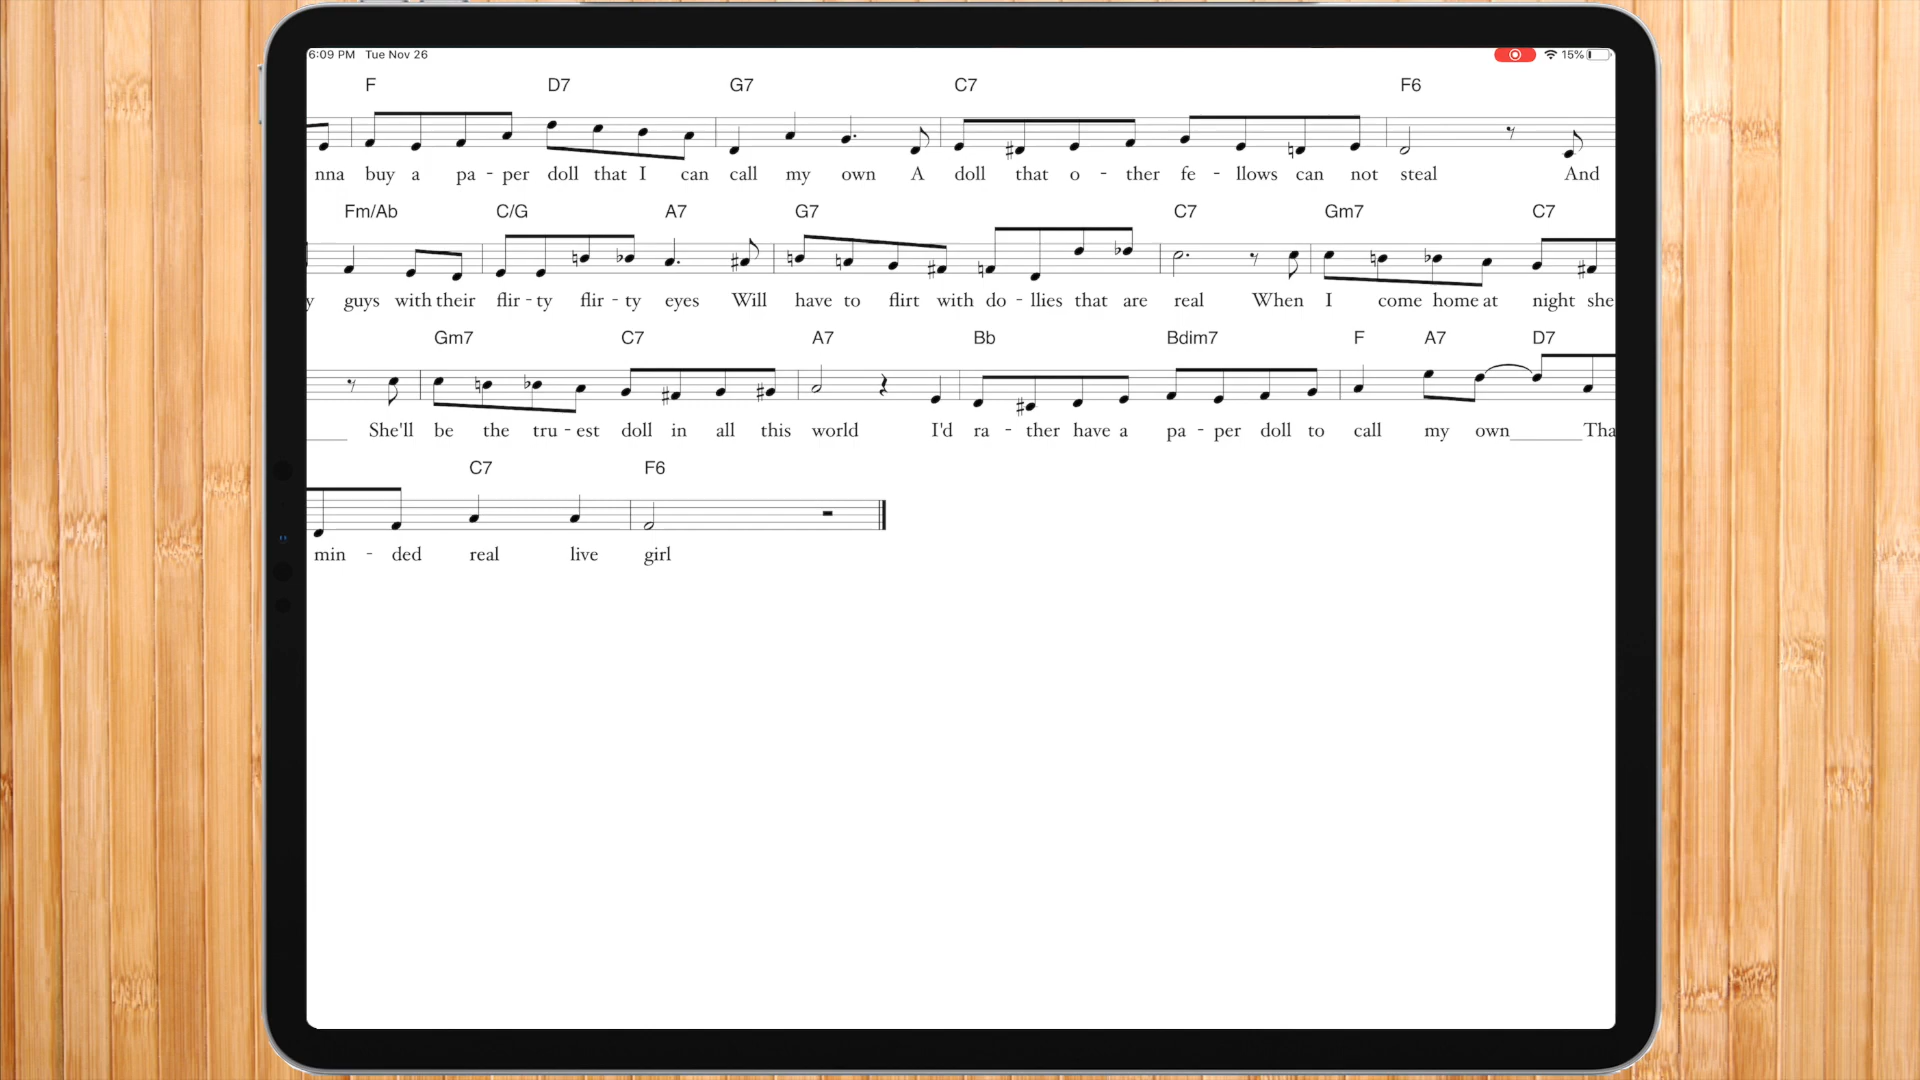 6:09 PM Tue Nov 26 15%
F D7 G7 C7 F6
nna buy a pa - per doll that I can call my own A doll that o - ther fe - llows can not steal And
Fm/Ab C/G A7 G7 C7 Gm7 C7
y guys with their flir - ty flir - ty eyes Will have to flirt with do - llies that are real When I come home at night she
Gm7 C7 A7 Bb Bdim7 F A7 D7
She'll be the tru - est doll in all this world I'd ra - ther have a pa - per doll to call my own_______Tha
C7 F6
min - ded real live girl